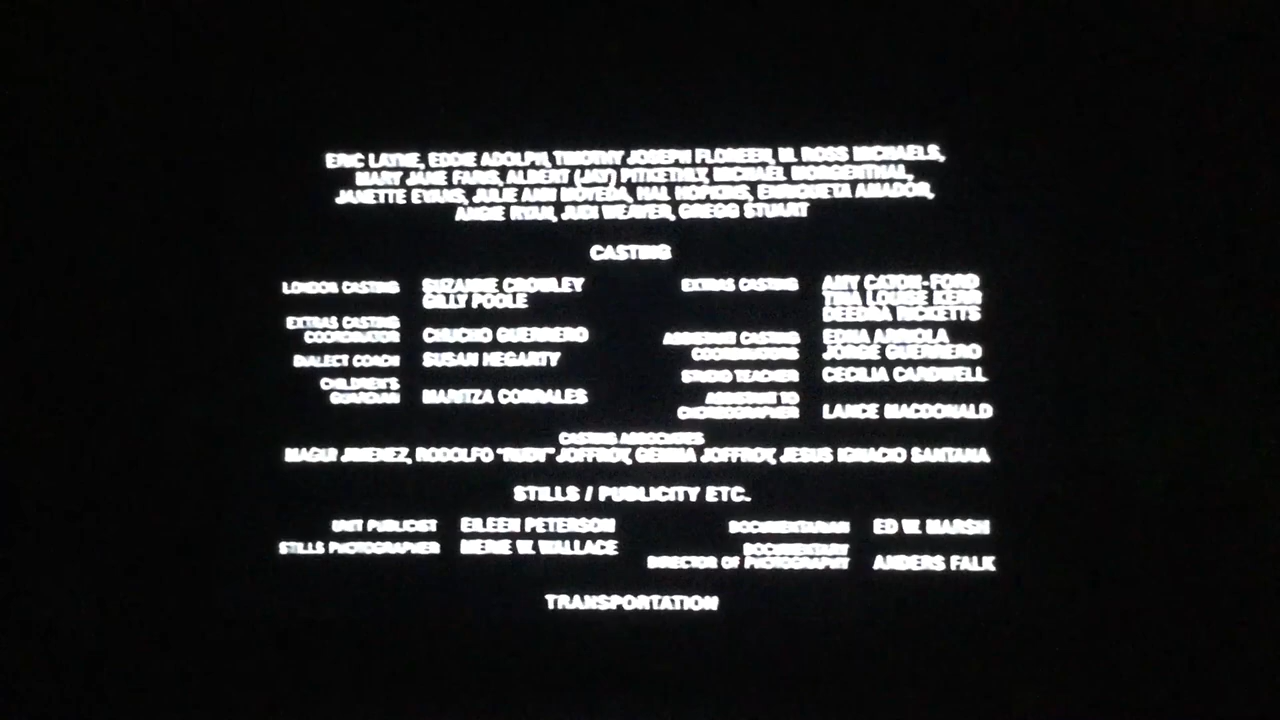 ERIC LAYNE, EDDIE ADOLPH, TIMOTHY JOSEPH FLOREEN, M. ROSS MICHAELS,
MARY JANE FARIS, ALBERT (JAY) PITKETHLY, MICHAEL MORGENTHAL,
JANETTE EVANS, JULIE ANN MOVEDA, HAL HOPKINS, ENRIQUETA AMADOR,
ANGIE RYAN, JUDI WEAVER, GREGG STUART
CASTING
LONDON CASTING SUZANNE CROWLEY
GILLY POOLE
EXTRAS CASTING
COORDINATOR CHUCHO GUERRERO
DIALECT COACH SUSAN HEGARTY
CHILDREN'S
GUARDIAN MARITZA CORRALES
EXTRAS CASTING AMY CATON-FORD
TINA LOUISE KERR
DEEDRA RICKETTS
ASSISTANT CASTING EDNA ARRIOLA
COORDINATORS JORGE GUERRERO
STUDIO TEACHER CECILIA CARDWELL
ASSISTANT TO
CHOREOGRAPHER LANCE MACDONALD
CASTING ASSOCIATES
MAGUI JIMENEZ, RODOLFO "RUDI" JOFFROY, GEMMA JOFFROY, JESUS IGNACIO SANTANA
STILLS / PUBLICITY ETC.
UNIT PUBLICIST EILEEN PETERSON
STILLS PHOTOGRAPHER MERIE W. WALLACE
DOCUMENTARIAN ED W. MARSH
DOCUMENTARY
DIRECTOR OF PHOTOGRAPHY ANDERS FALK
TRANSPORTATION